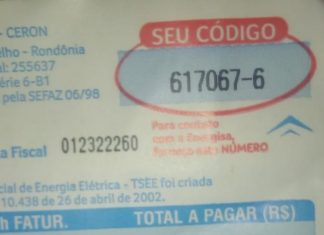 - CERON
SEU CÓDIGO
elho - Rondônia
al: 255637
617067-6
érie 6-B1
pela SEFAZ 06/98
Para contato
com a Energisa,
forneça este NÚMERO
a Fiscal 012322260
cial de Energia Elétrica - TSEE foi criada
10.438 de 26 de abril de 2002.
h FATUR. TOTAL A PAGAR (R$)